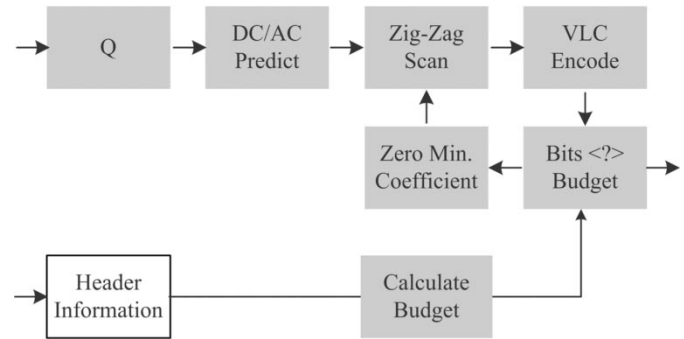 Q
DC/AC
Predict
Zig-Zag
Scan
VLC
Encode
Zero Min.
Coefficient
Bits <?>
Budget
Header
Information
Calculate
Budget